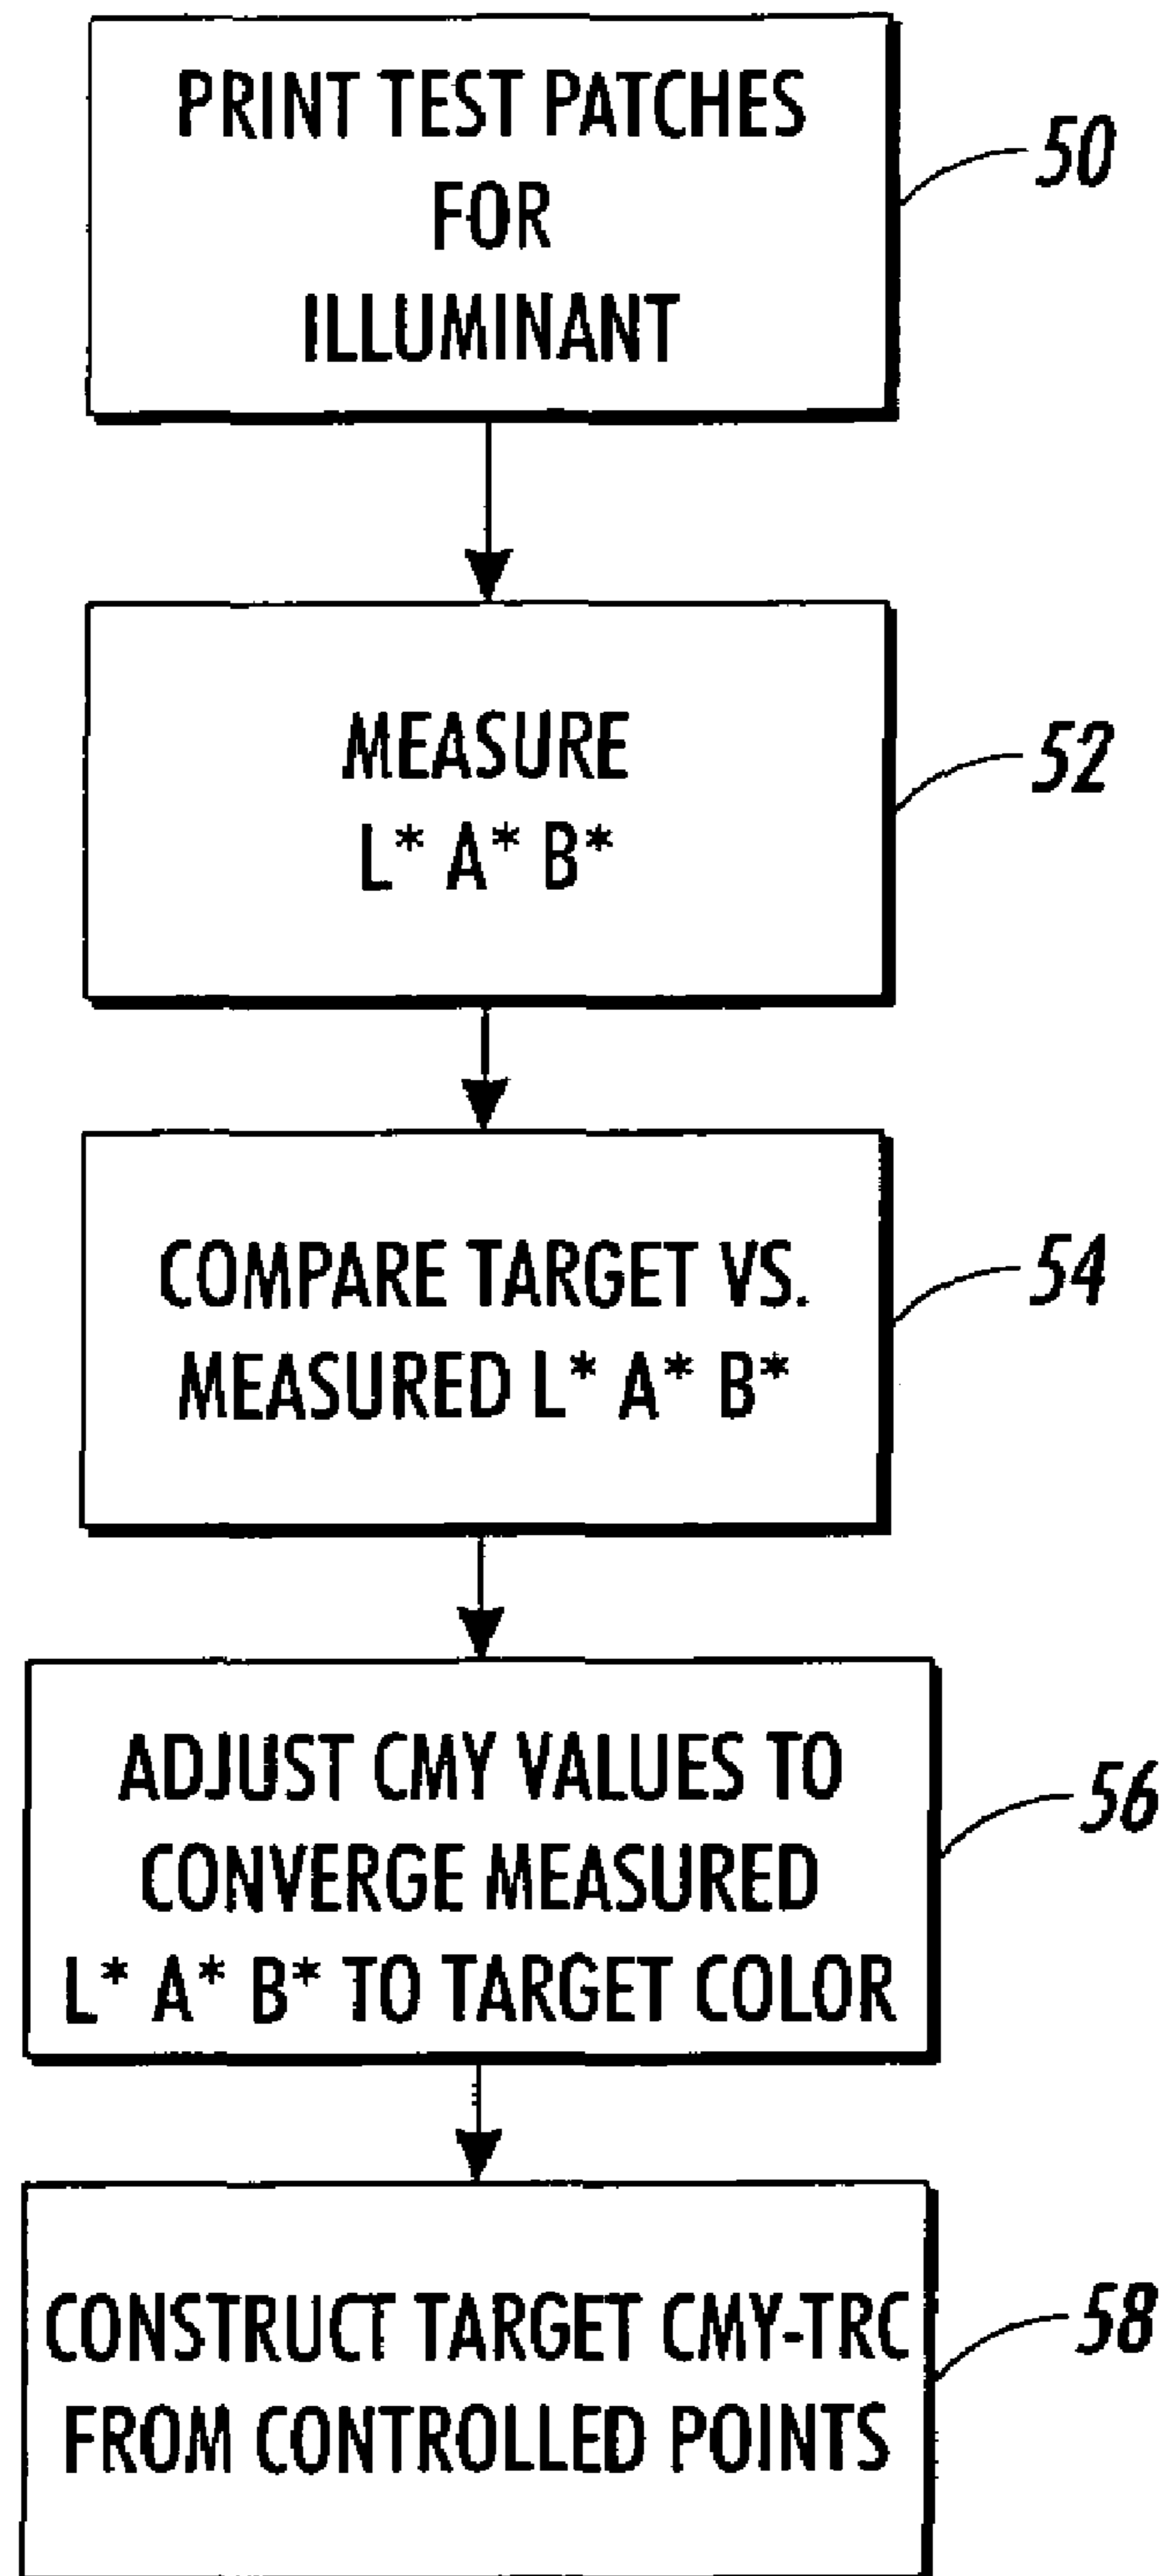 PRINT TEST PATCHES
FOR
ILLUMINANT
50
MEASURE
L* A* B*
52
COMPARE TARGET VS.
MEASURED L* A* B*
54
ADJUST CMY VALUES TO
CONVERGE MEASURED
L* A* B* TO TARGET COLOR
56
CONSTRUCT TARGET CMY-TRC
FROM CONTROLLED POINTS
58